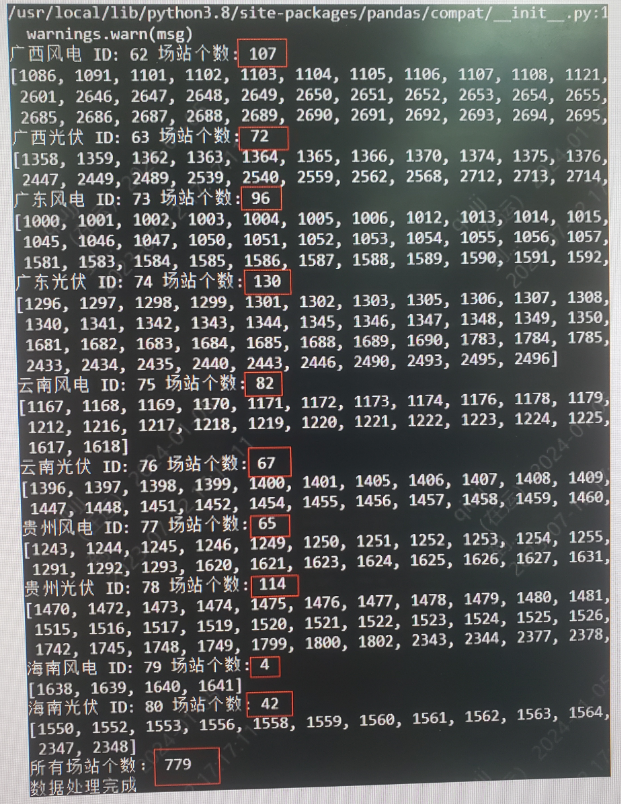 /usr/local/lib/python3.8/site-packages/pandas/compat/__init__.py:1
warnings.warn(msg)
广西风电 ID: 62 场站个数: 107
[1086, 1091, 1101, 1102, 1103, 1104, 1105, 1106, 1107, 1108, 1121,
2601, 2646, 2647, 2648, 2649, 2650, 2651, 2652, 2653, 2654, 2655,
2685, 2686, 2687, 2688, 2689, 2690, 2691, 2692, 2693, 2694, 2695,
广西光伏 ID: 63 场站个数: 72
[1358, 1359, 1362, 1363, 1364, 1365, 1366, 1370, 1374, 1375, 1376,
2447, 2449, 2489, 2539, 2540, 2559, 2562, 2568, 2712, 2713, 2714,
广东风电 ID: 73 场站个数: 96
[1000, 1001, 1002, 1003, 1004, 1005, 1006, 1012, 1013, 1014, 1015,
1045, 1046, 1047, 1050, 1051, 1052, 1053, 1054, 1055, 1056, 1057,
1581, 1583, 1584, 1585, 1586, 1587, 1588, 1589, 1590, 1591, 1592,
广东光伏 ID: 74 场站个数: 130
[1296, 1297, 1298, 1299, 1301, 1302, 1303, 1305, 1306, 1307, 1308,
1340, 1341, 1342, 1343, 1344, 1345, 1346, 1347, 1348, 1349, 1350,
1681, 1682, 1683, 1684, 1685, 1688, 1689, 1690, 1783, 1784, 1785,
2433, 2434, 2435, 2440, 2443, 2446, 2490, 2493, 2495, 2496]
云南风电 ID: 75 场站个数: 82
[1167, 1168, 1169, 1170, 1171, 1172, 1173, 1174, 1176, 1178, 1179,
1212, 1216, 1217, 1218, 1219, 1220, 1221, 1222, 1223, 1224, 1225,
1617, 1618]
云南光伏 ID: 76 场站个数: 67
[1396, 1397, 1398, 1399, 1400, 1401, 1405, 1406, 1407, 1408, 1409,
1447, 1448, 1451, 1452, 1454, 1455, 1456, 1457, 1458, 1459, 1460,
贵州风电 ID: 77 场站个数: 65
[1243, 1244, 1245, 1246, 1249, 1250, 1251, 1252, 1253, 1254, 1255,
1291, 1292, 1293, 1620, 1621, 1623, 1624, 1625, 1626, 1627, 1631,
贵州光伏 ID: 78 场站个数: 114
[1470, 1472, 1473, 1474, 1475, 1476, 1477, 1478, 1479, 1480, 1481,
1515, 1516, 1517, 1519, 1520, 1521, 1522, 1523, 1524, 1525, 1526,
1742, 1745, 1748, 1749, 1799, 1800, 1802, 2343, 2344, 2377, 2378,
海南风电 ID: 79 场站个数: 4
[1638, 1639, 1640, 1641]
海南光伏 ID: 80 场站个数: 42
[1550, 1552, 1553, 1556, 1558, 1559, 1560, 1561, 1562, 1563, 1564,
2347, 2348]
所有场站个数: 779
数据处理完成